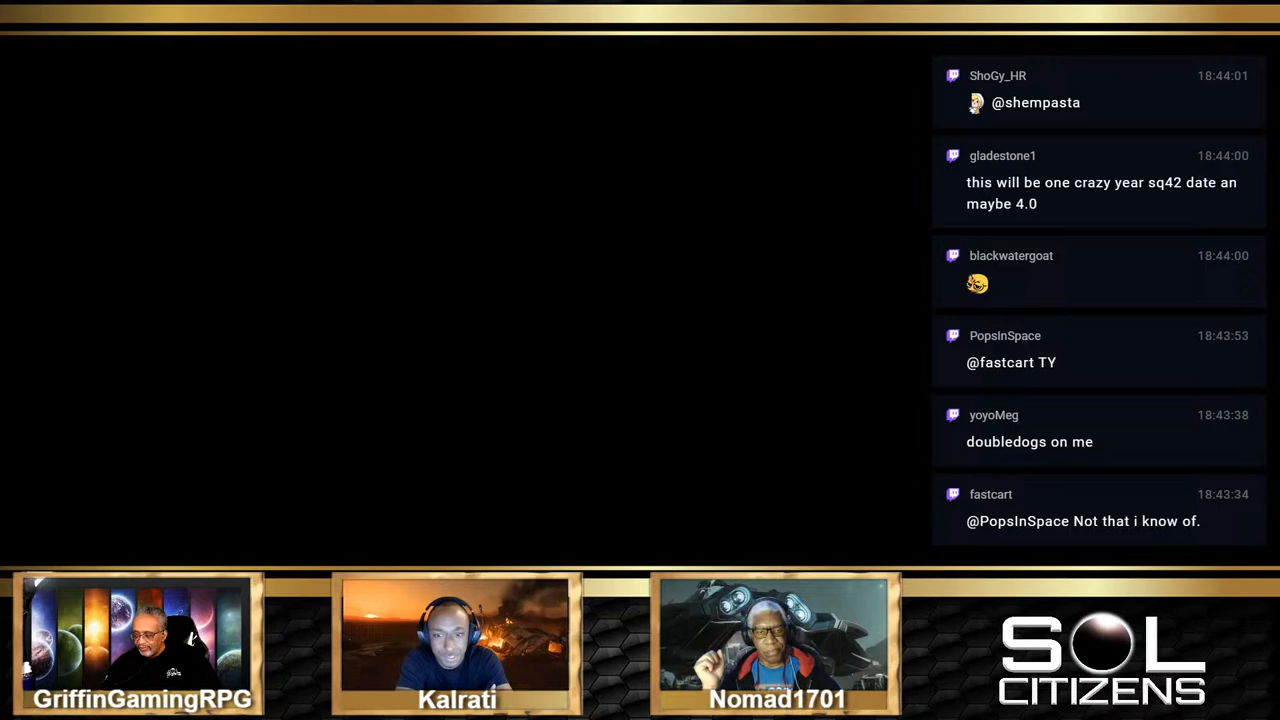 ShoGy_HR 18:44:01
@shempasta
gladestone1 18:44:00
this will be one crazy year sq42 date an
maybe 4.0
blackwatergoat 18:44:00
PopsInSpace 18:43:53
@fastcart TY
yoyoMeg 18:43:38
doubledogs on me
fastcart 18:43:34
@PopsInSpace Not that i know of.
GriffinGamingRPG
Kalrati
Nomad1701
SOL
CITIZENS